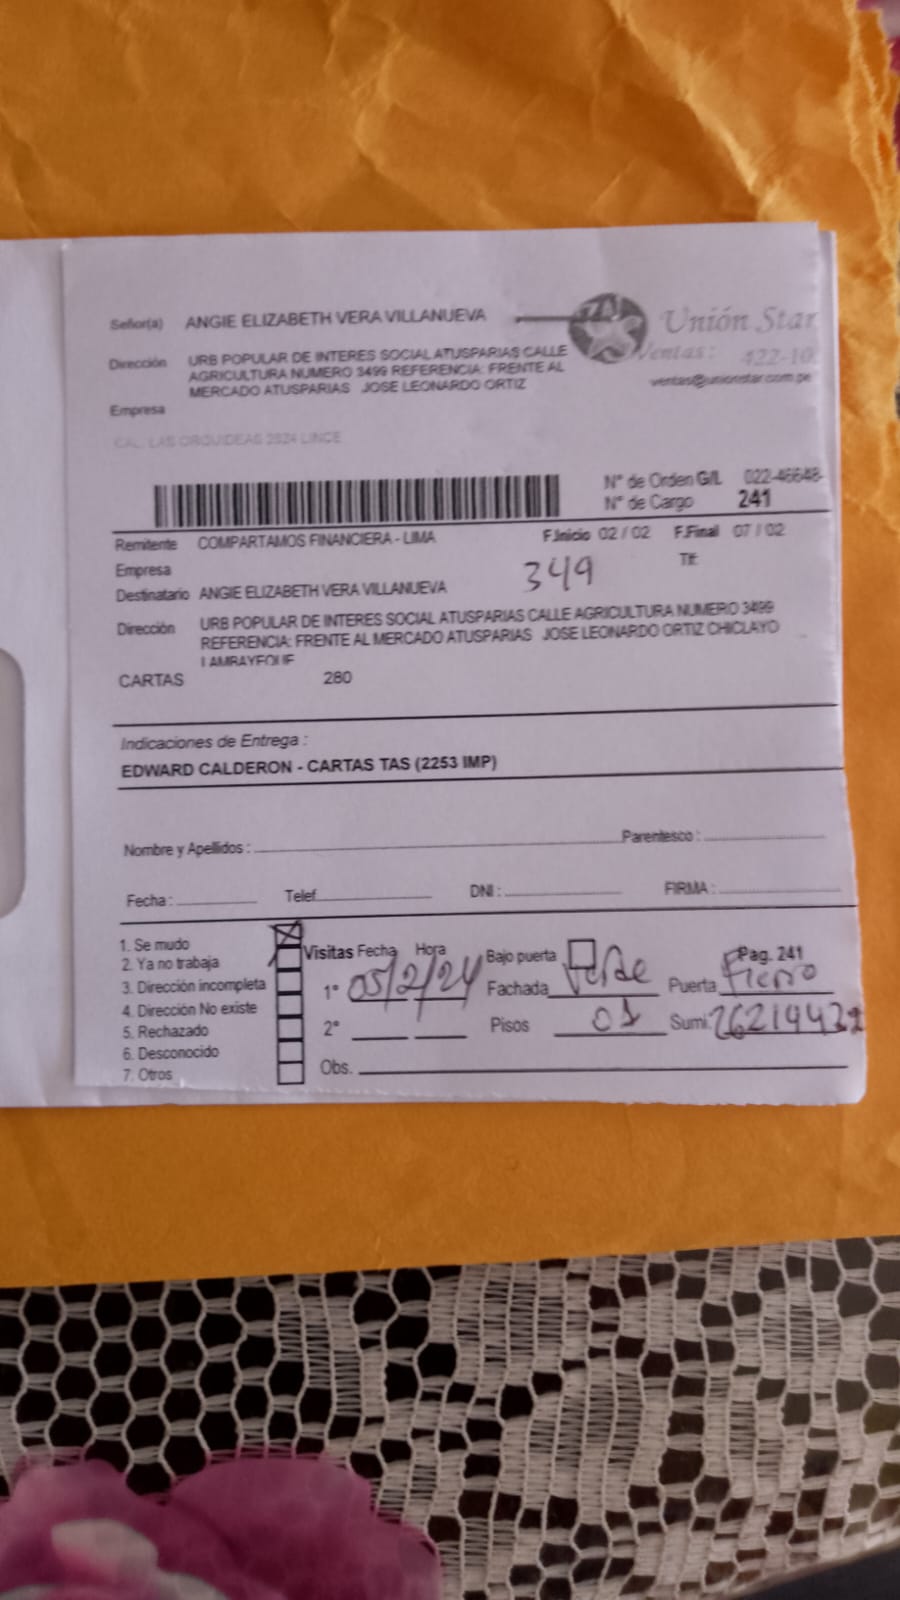 Señor(a) ANGIE ELIZABETH VERA VILLANUEVA
Unión Star
Ventas: 422-10
ventas@unionstar.com.pe
Dirección URB POPULAR DE INTERES SOCIAL ATUSPARIAS CALLE
AGRICULTURA NUMERO 3499 REFERENCIA: FRENTE AL
MERCADO ATUSPARIAS JOSE LEONARDO ORTIZ
Empresa
CAL. LAS ORQUIDEAS 2624 LINCE
N° de Orden G/L 022-46648-
N° de Cargo 241
Remitente COMPARTAMOS FINANCIERA - LIMA F.Inicio 02 / 02 F.Final 07 / 02
Empresa 349 Tlf:
Destinatario ANGIE ELIZABETH VERA VILLANUEVA
Dirección URB POPULAR DE INTERES SOCIAL ATUSPARIAS CALLE AGRICULTURA NUMERO 3499
REFERENCIA: FRENTE AL MERCADO ATUSPARIAS JOSE LEONARDO ORTIZ CHICLAYO
LAMBAYEQUE
CARTAS 280
Indicaciones de Entrega :
EDWARD CALDERON - CARTAS TAS (2253 IMP)
Nombre y Apellidos : Parentesco :
Fecha : Telef. DNI : FIRMA :
1. Se mudo
2. Ya no trabaja
3. Dirección incompleta
4. Dirección No existe
5. Rechazado
6. Desconocido
7. Otros
Visitas Fecha Hora Bajo puerta Pag. 241
1° 05/2/24 Fachada Verde Puerta Fierro
2° Pisos 01 Sumi:
Obs.